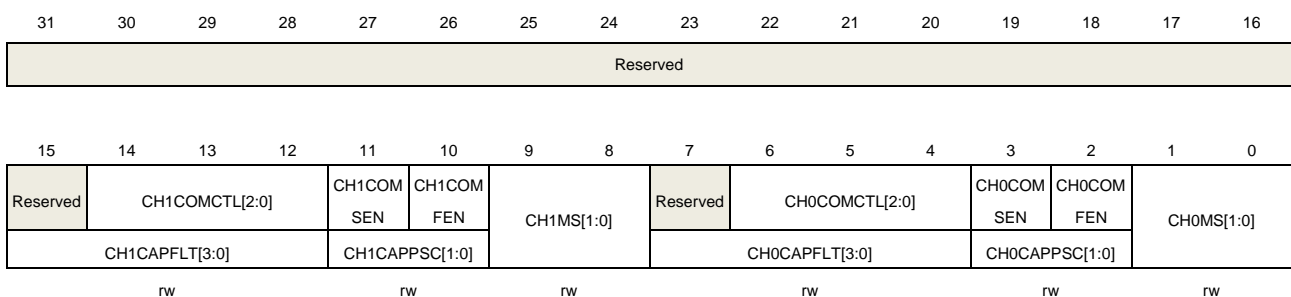 31 30 29 28 27 26 25 24 23 22 21 20 19 18 17 16
Reserved
15 14 13 12 11 10 9 8 7 6 5 4 3 2 1 0
Reserved CH1COMCTL[2:0] CH1COM SEN CH1COM FEN CH1MS[1:0] Reserved CH0COMCTL[2:0] CH0COM SEN CH0COM FEN CH0MS[1:0]
CH1CAPFLT[3:0] CH1CAPPSC[1:0] CH0CAPFLT[3:0] CH0CAPPSC[1:0]
rw rw rw rw rw rw